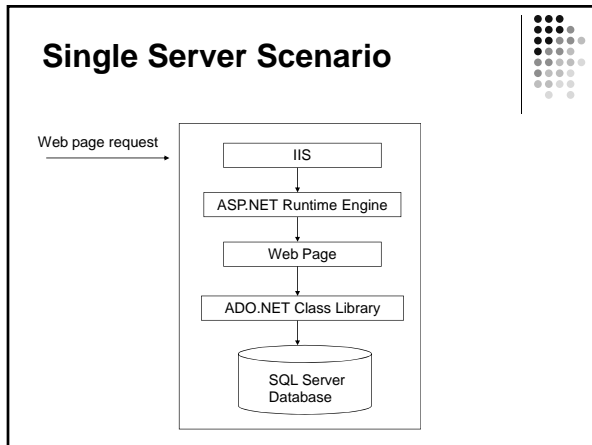 Single Server Scenario
Web page request
IIS
ASP.NET Runtime Engine
Web Page
ADO.NET Class Library
SQL Server
Database